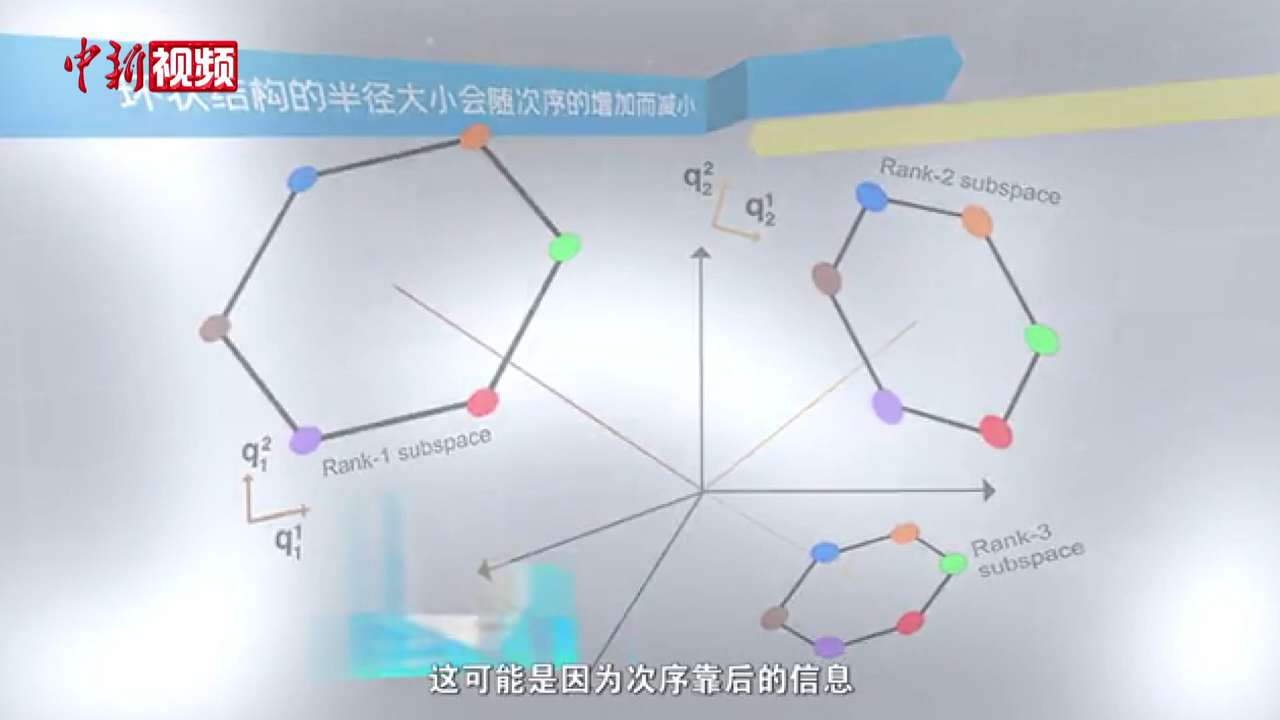 中新视频
环状结构的半径大小会随次序的增加而减小
q₂²
q₂¹
Rank-2 subspace
q₁²
Rank-1 subspace
q₁¹
Rank-3
subspace
这可能是因为次序靠后的信息